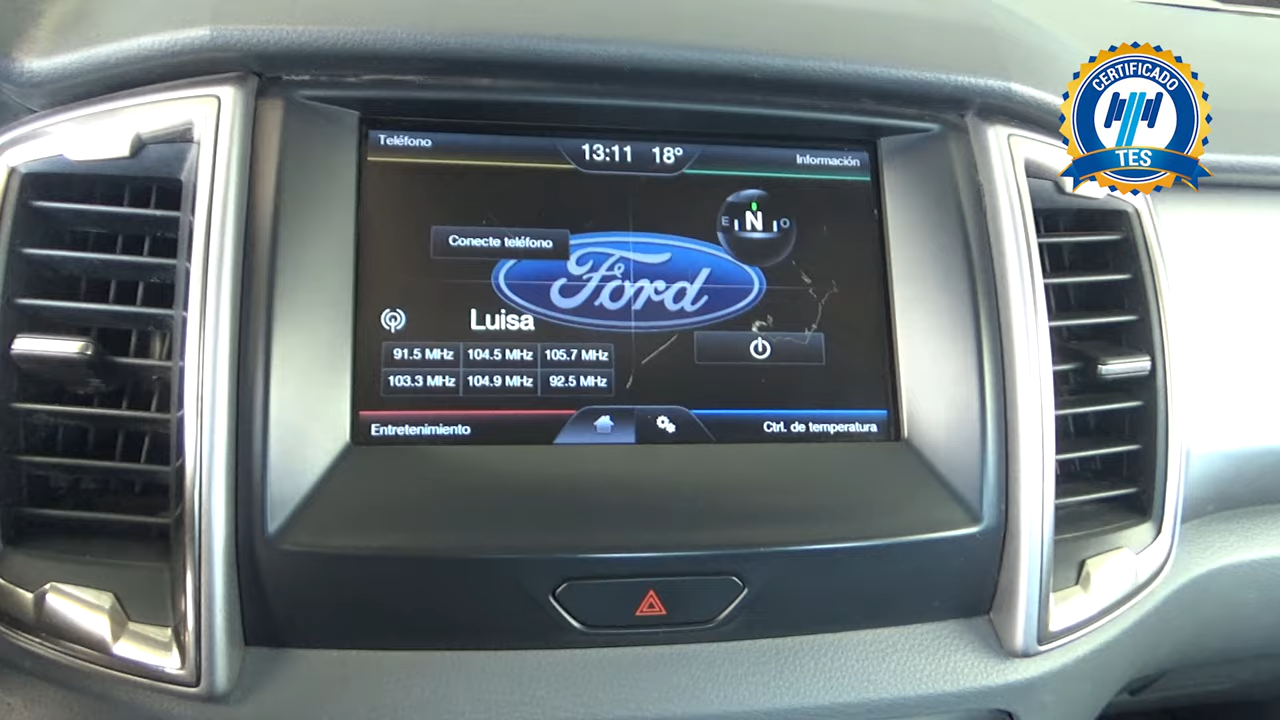 Teléfono
13:11 18°
Información
E N O
Conecte teléfono
Ford
Luisa
91.5 MHz 104.5 MHz 105.7 MHz
103.3 MHz 104.9 MHz 92.5 MHz
Entretenimiento
Ctrl. de temperatura
CERTIFICADO
TES